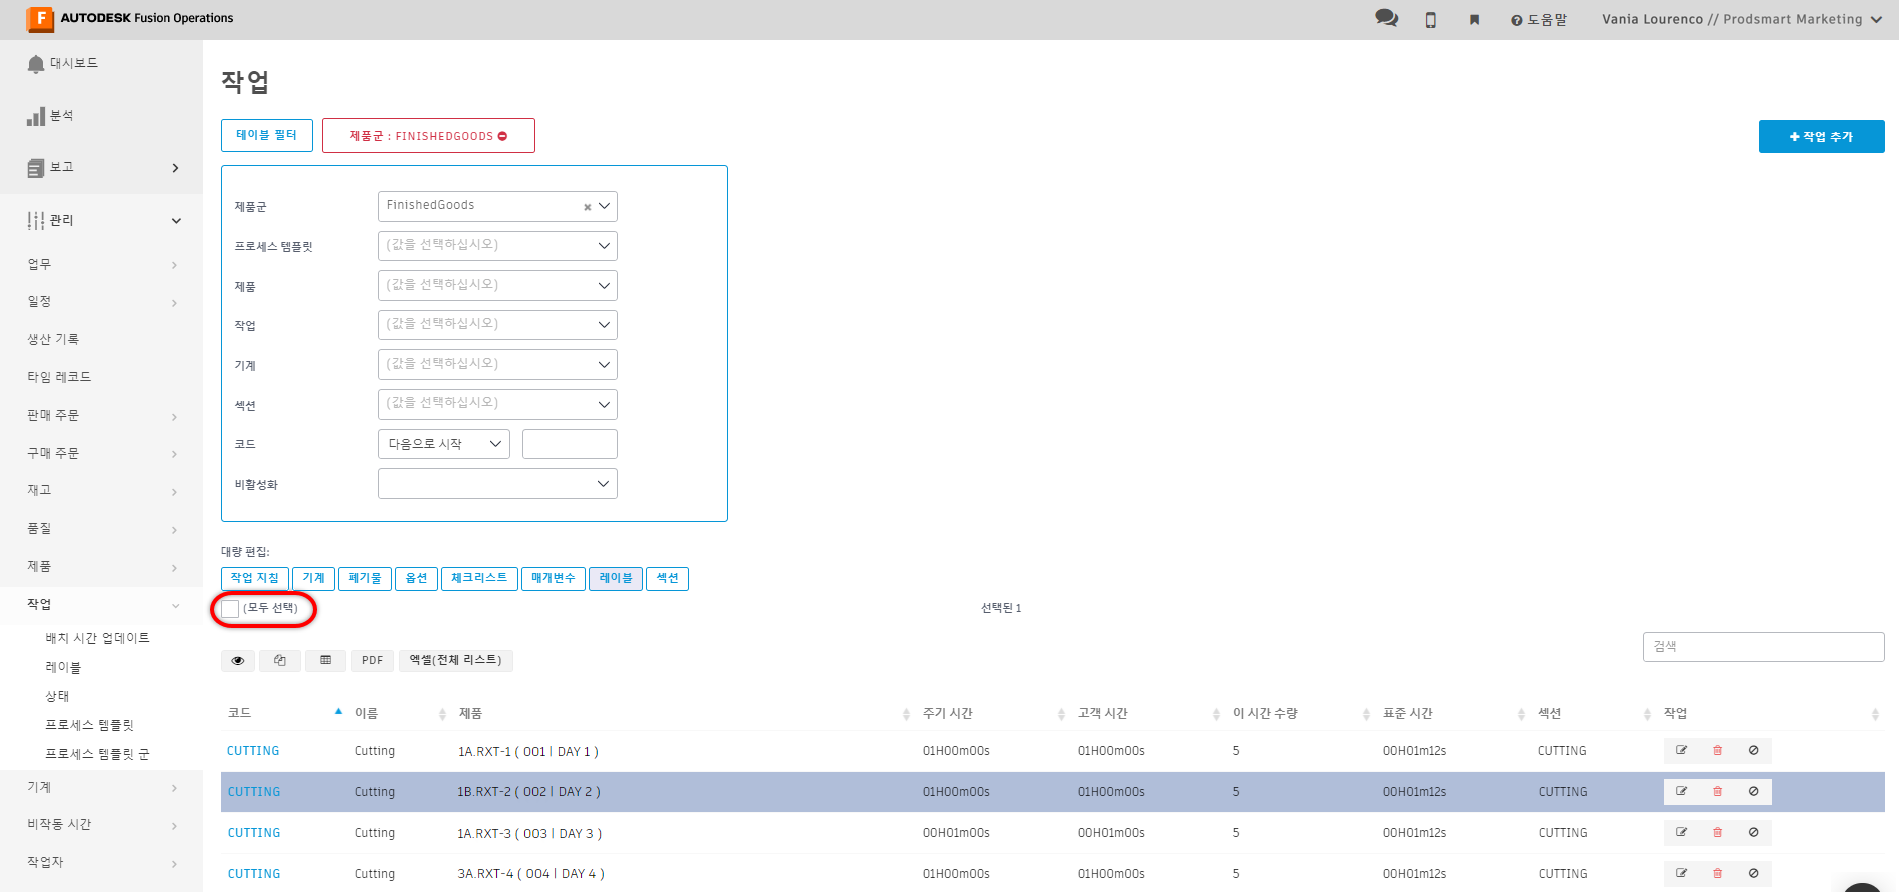 AUTODESK Fusion Operations
도움말
Vania Lourenco // Prodsmart Marketing
대시보드
분석
보고
관리
업무
일정
생산 기록
타임 레코드
판매 주문
구매 주문
재고
품질
제품
작업
배치 시간 업데이트
레이블
상태
프로세스 템플릿
프로세스 템플릿 군
기계
비작동 시간
작업자
작업
테이블 필터
제품군 : FINISHEDGOODS
작업 추가
제품군 FinishedGoods
프로세스 템플릿 (값을 선택하십시오)
제품 (값을 선택하십시오)
작업 (값을 선택하십시오)
기계 (값을 선택하십시오)
섹션 (값을 선택하십시오)
코드 다음으로 시작
비활성화
대량 편집:
작업 지침 기계 폐기물 옵션 체크리스트 매개변수 레이블 섹션
(모두 선택) 선택된 1
검색
PDF 엑셀(전체 리스트)
코드 이름 제품 주기 시간 고객 시간 이 시간 수량 표준 시간 섹션 작업
CUTTING Cutting 1A.RXT-1 ( 001 | DAY 1 ) 01H00m00s 01H00m00s 5 00H01m12s CUTTING
CUTTING Cutting 1B.RXT-2 ( 002 | DAY 2 ) 01H00m00s 01H00m00s 5 00H01m12s CUTTING
CUTTING Cutting 1A.RXT-3 ( 003 | DAY 3 ) 00H01m00s 00H01m00s 5 00H01m12s CUTTING
CUTTING Cutting 3A.RXT-4 ( 004 | DAY 4 ) 01H00m00s 01H00m00s 5 00H01m12s CUTTING